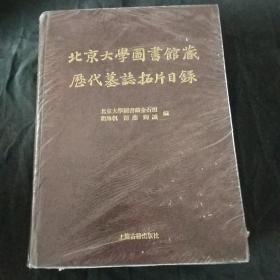 北京大學圖書館藏
歷代墓誌拓片目録
北京大學圖書館金石組
胡海帆 湯燕 陶誠 編
上海古籍出版社